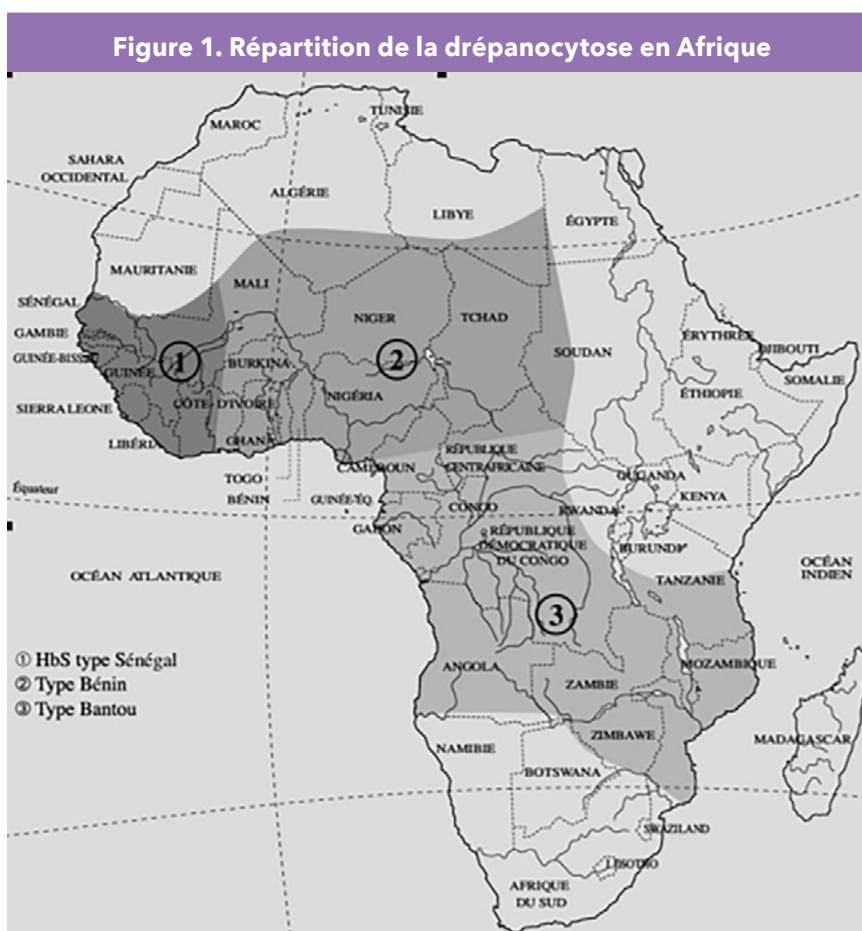 Figure 1. Répartition de la drépanocytose en Afrique
TUNISIE
MAROC
SAHARA
OCCIDENTAL
ALGÉRIE
LIBYE
ÉGYPTE
MAURITANIE
MALI
NIGER
TCHAD
SÉNÉGAL
GAMBIE
GUINÉE-BISS
GUINÉE
1
BURKINA
2
SOUDAN
ÉRYTHRÉE
DJIBOUTI
SOMALIE
ÉTHIOPIE
SIERRA LEONE
CÔTE-D'IVOIRE
NIGÉRIA
LIBÉRI
GHAN
TOGO
BÉNIN
CAMEROUN
RÉPUBLIQUE
CENTRAFRICAINE
OUGANDA
KENYA
Équateur
GUINÉE-ÉQ.
CONGO
RWANDA
GABON
RÉPUBLIQUE
DÉMOCRATIQUE
DU CONGO
BURUNDI
TANZANIE
OCÉAN
INDIEN
OCÉAN ATLANTIQUE
3
① HbS type Sénégal
② Type Bénin
③ Type Bantou
ANGOLA
ZAMBIE
MOZAMBIQUE
ZIMBAWE
MADAGASCAR
NAMIBIE
BOTSWANA
SWAZILAND
LESOTHO
AFRIQUE
DU SUD